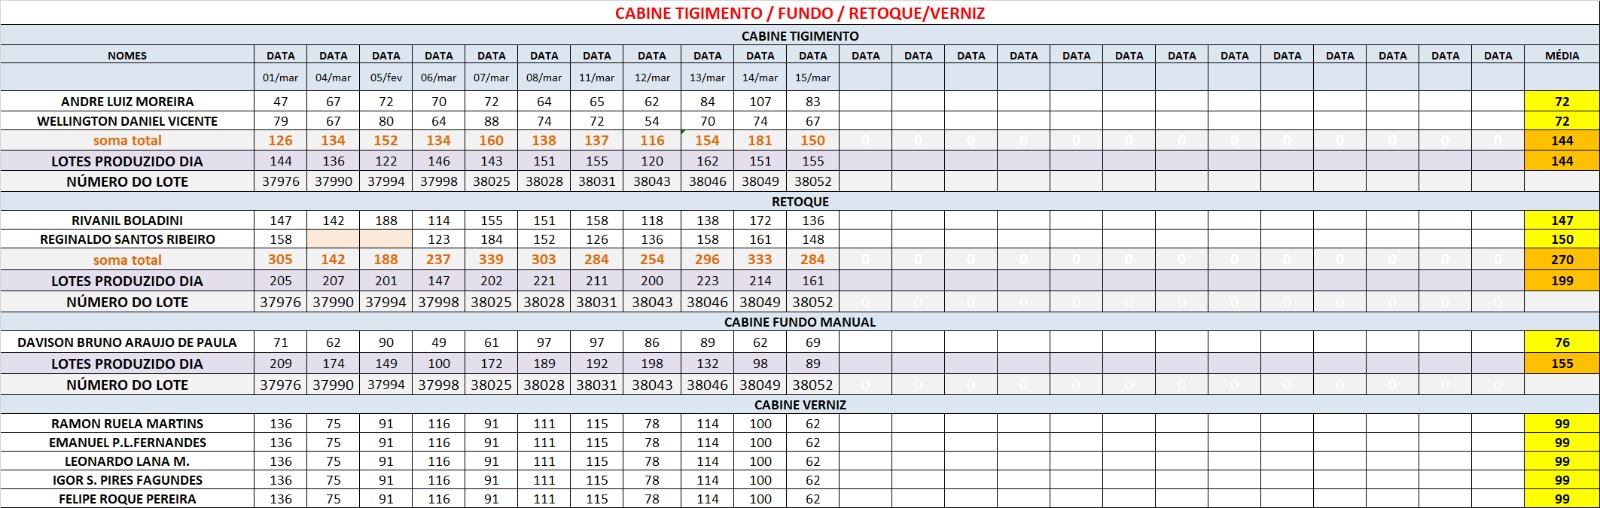 CABINE TIGIMENTO / FUNDO / RETOQUE/VERNIZ
CABINE TIGIMENTO
NOMES DATA DATA DATA DATA DATA DATA DATA DATA DATA DATA DATA DATA DATA DATA DATA DATA DATA DATA DATA DATA DATA DATA DATA DATA MÉDIA
01/mar 04/mar 05/fev 06/mar 07/mar 08/mar 11/mar 12/mar 13/mar 14/mar 15/mar
ANDRE LUIZ MOREIRA 47 67 72 70 72 64 65 62 84 107 83 72
WELLINGTON DANIEL VICENTE 79 67 80 64 88 74 72 54 70 74 67 72
soma total 126 134 152 134 160 138 137 116 154 181 150 0 0 0 0 0 0 0 0 0 0 0 0 0 144
LOTES PRODUZIDO DIA 144 136 122 146 143 151 155 120 162 151 155 144
NÚMERO DO LOTE 37976 37990 37994 37998 38025 38028 38031 38043 38046 38049 38052
RETOQUE
RIVANIL BOLADINI 147 142 188 114 155 151 158 118 138 172 136 147
REGINALDO SANTOS RIBEIRO 158 123 184 152 126 136 158 161 148 150
soma total 305 142 188 237 339 303 284 254 296 333 284 0 0 0 0 0 0 0 0 0 0 0 0 0 270
LOTES PRODUZIDO DIA 205 207 201 147 202 221 211 200 223 214 161 199
NÚMERO DO LOTE 37976 37990 37994 37998 38025 38028 38031 38043 38046 38049 38052 0 0 0 0 0 0 0 0 0 0 0 0 0
CABINE FUNDO MANUAL
DAVISON BRUNO ARAUJO DE PAULA 71 62 90 49 61 97 97 86 89 62 69 76
LOTES PRODUZIDO DIA 209 174 149 100 172 189 192 198 132 98 89 155
NÚMERO DO LOTE 37976 37990 37994 37998 38025 38028 38031 38043 38046 38049 38052 0 0 0 0 0 0 0 0 0 0 0 0 0
CABINE VERNIZ
RAMON RUELA MARTINS 136 75 91 116 91 111 115 78 114 100 62 99
EMANUEL P.L.FERNANDES 136 75 91 116 91 111 115 78 114 100 62 99
LEONARDO LANA M. 136 75 91 116 91 111 115 78 114 100 62 99
IGOR S. PIRES FAGUNDES 136 75 91 116 91 111 115 78 114 100 62 99
FELIPE ROQUE PEREIRA 136 75 91 116 91 111 115 78 114 100 62 99